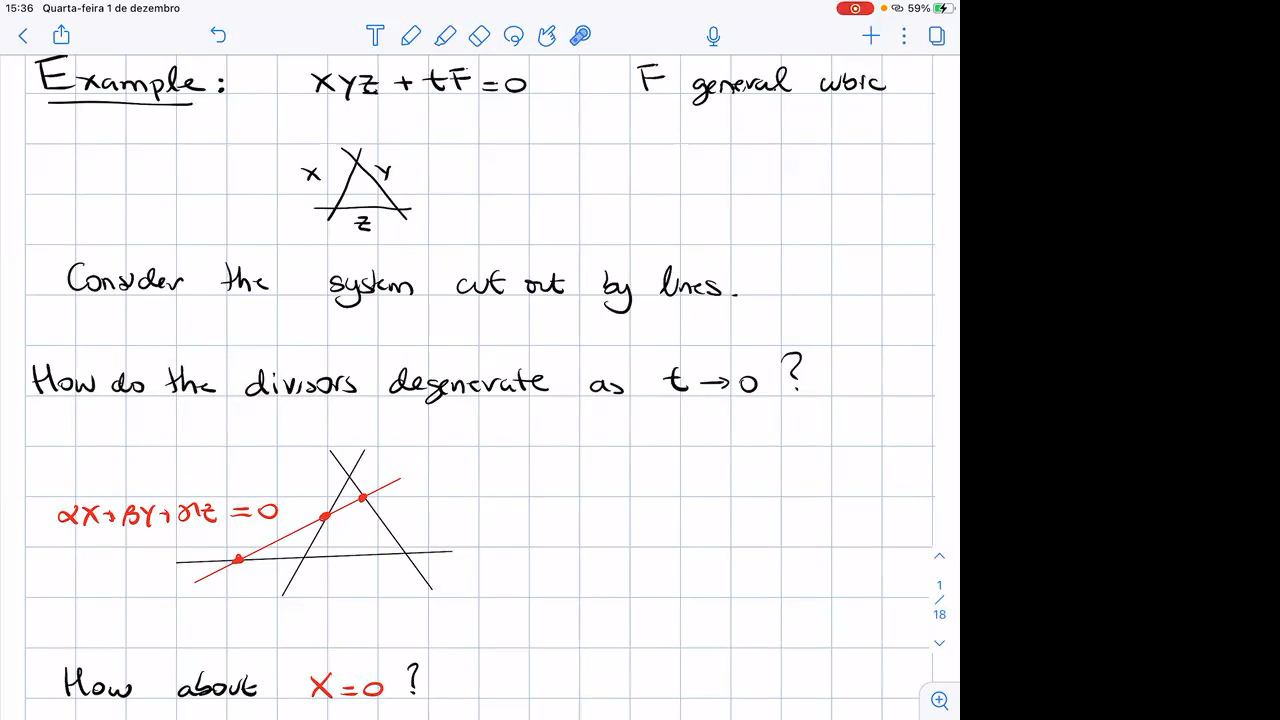 15:36 Quarta-feira 1 de dezembro 59%
Example: XYZ + tF = 0 F general cubic
X Y
Z
Consider the system cut out by lines.
How do the divisors degenerate as t → 0 ?
αX + βY + γZ = 0
1
/
18
How about X = 0 ?